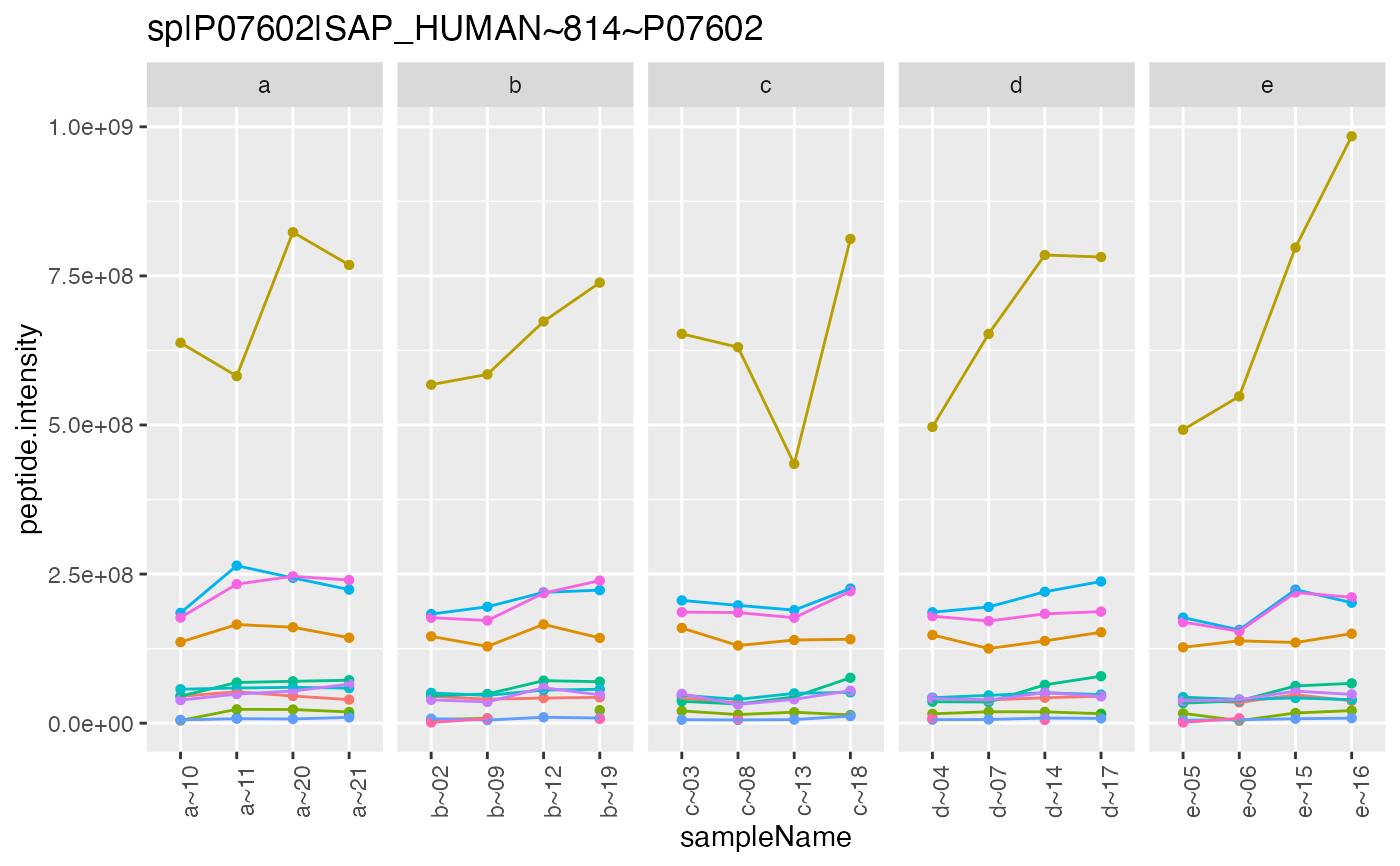 sp|P07602|SAP_HUMAN~814~P07602
a b c d e
peptide.intensity
1.0e+09
7.5e+08
5.0e+08
2.5e+08
0.0e+00
a~10 a~11 a~20 a~21 b~02 b~09 b~12 b~19 c~03 c~08 c~13 c~18 d~04 d~07 d~14 d~17 e~05 e~06 e~15 e~16
sampleName